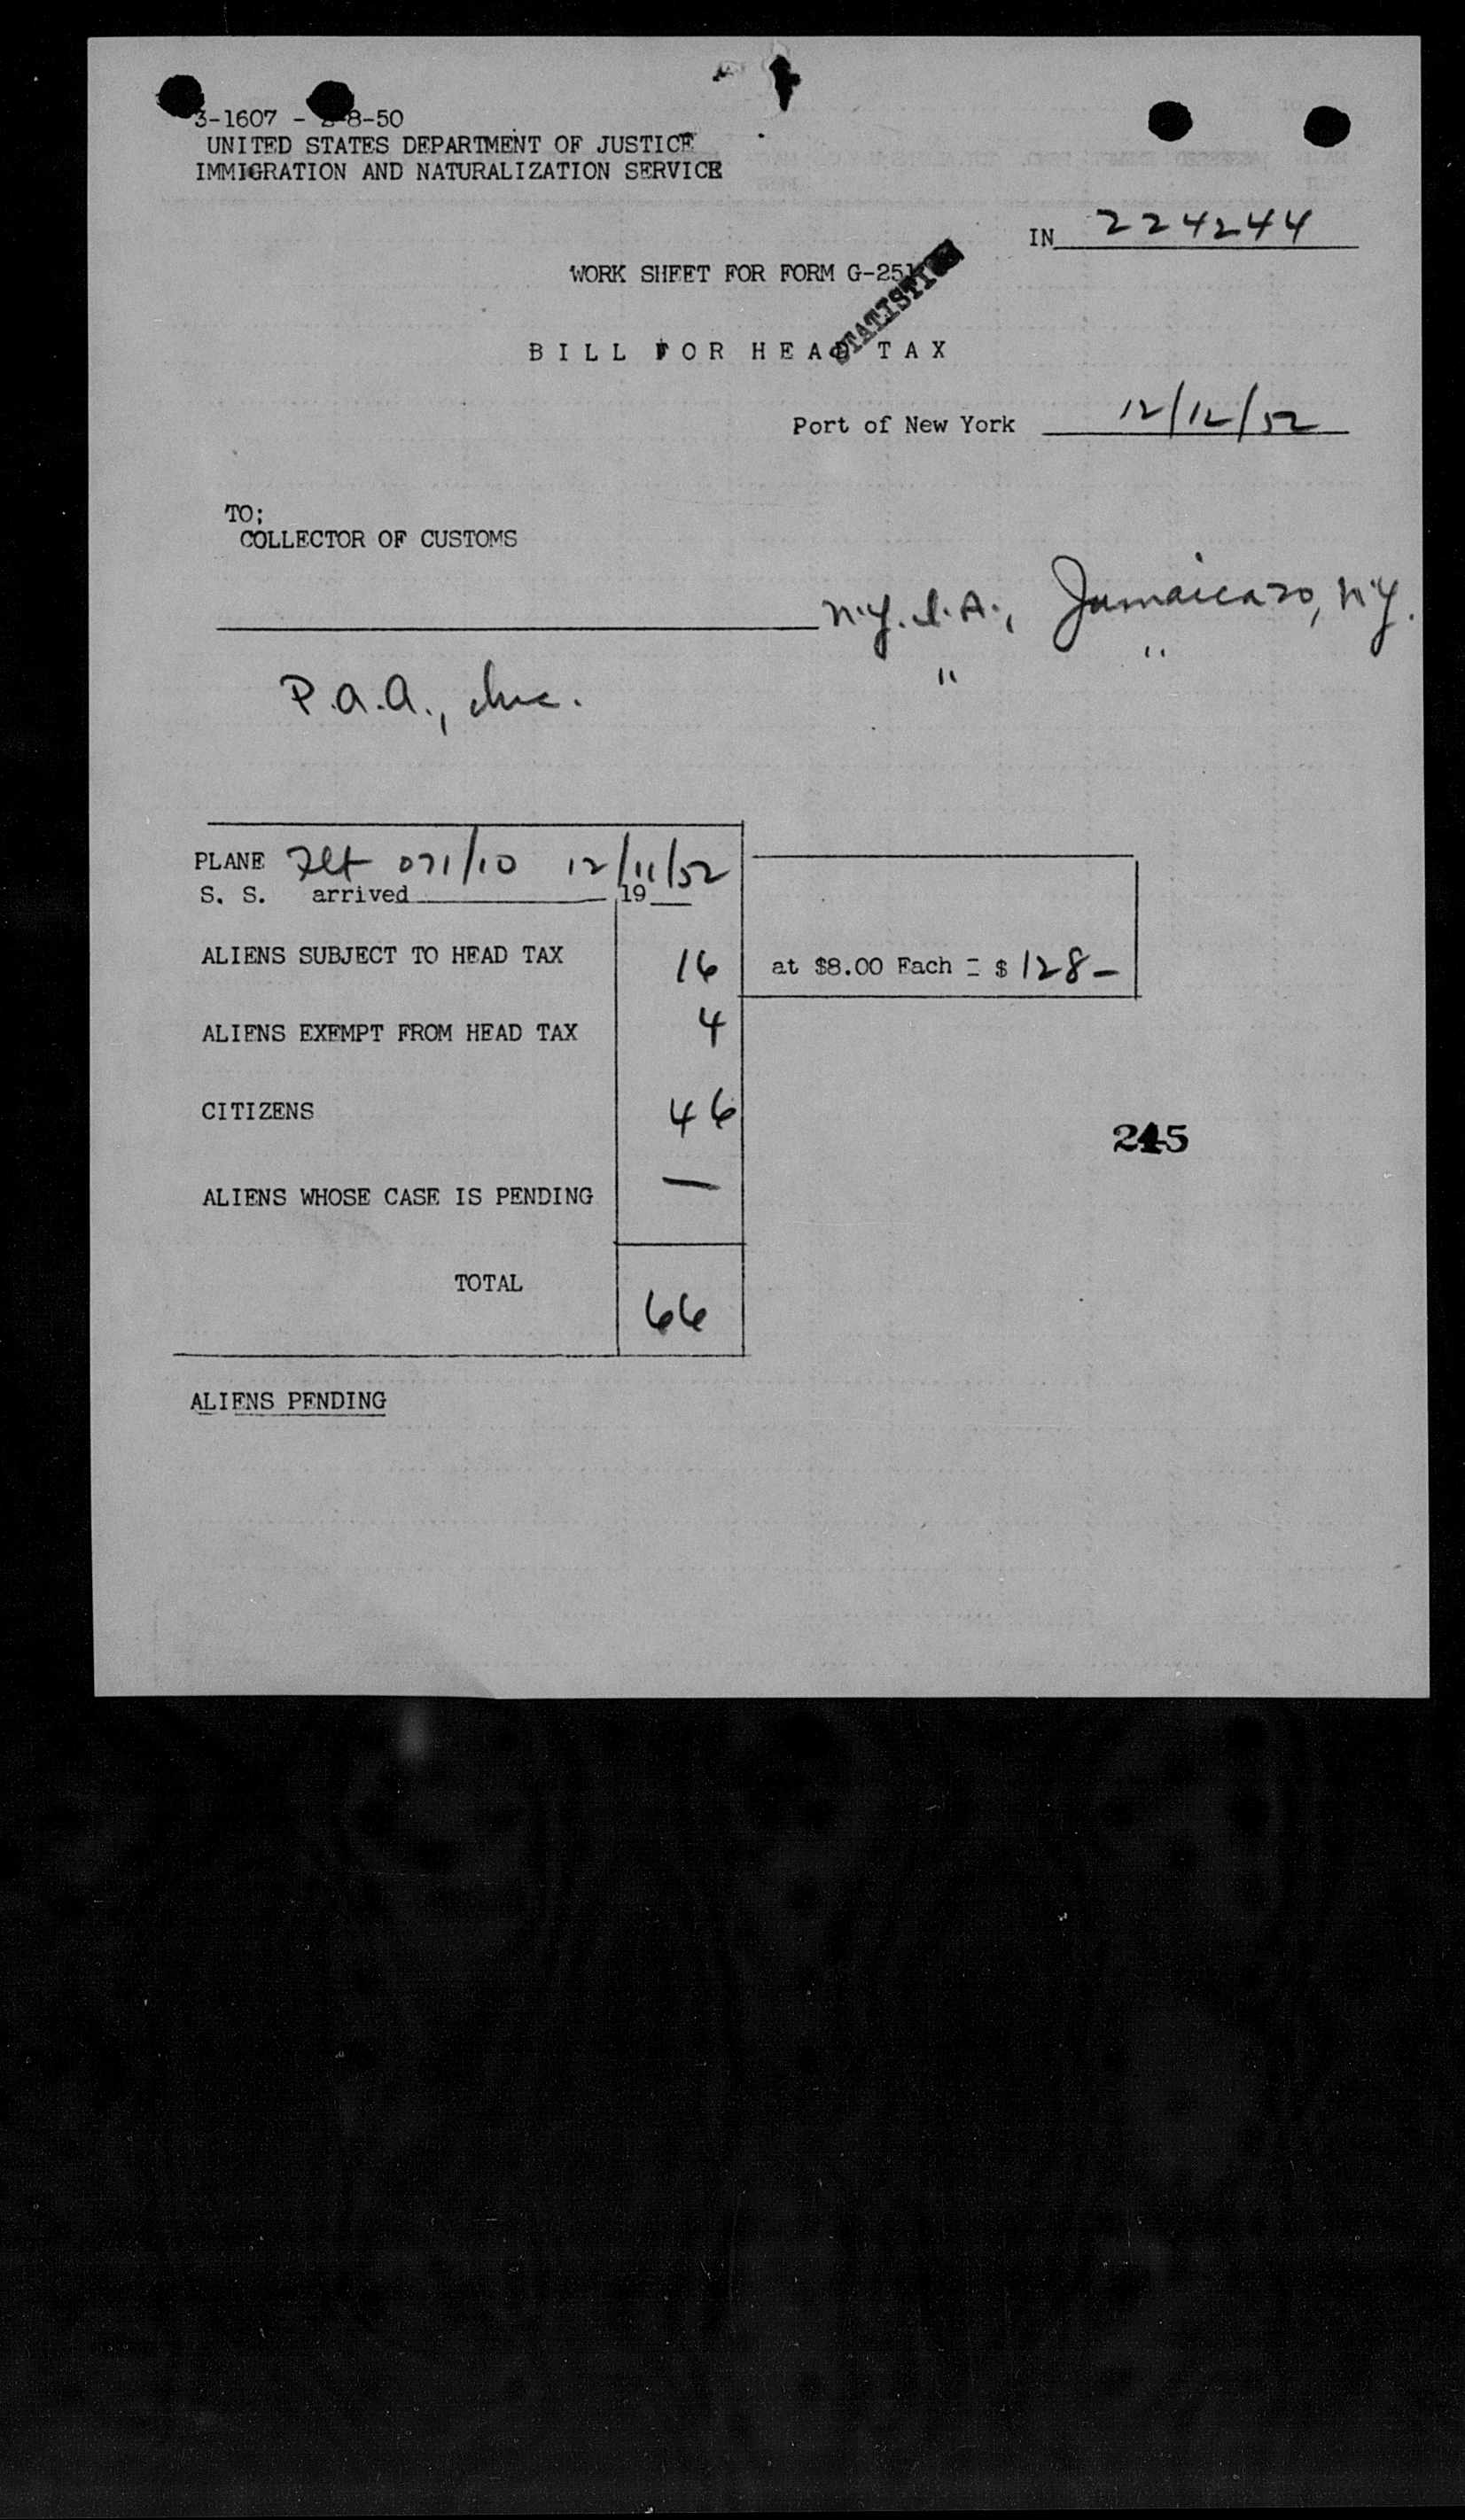 3-1607 - 2-8-50
UNITED STATES DEPARTMENT OF JUSTICE
IMMIGRATION AND NATURALIZATION SERVICE
IN 224244
WORK SHEET FOR FORM G-251
STATISTICS
BILL FOR HEAD TAX
Port of New York 12/12/52
TO;
COLLECTOR OF CUSTOMS
N.Y. I.A., Jamaica 30, N.Y.
" "
P.A.A., Inc.
PLANE Flt 071/10 12/11/52
S. S. arrived 19
ALIENS SUBJECT TO HEAD TAX 16 at $8.00 Each = $ 128-
ALIENS EXEMPT FROM HEAD TAX 4
CITIZENS 46
245
ALIENS WHOSE CASE IS PENDING —
TOTAL 66
ALIENS PENDING